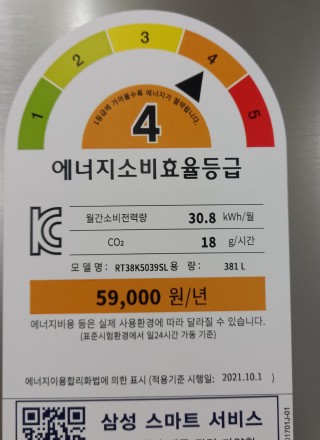 1 2 3 4 5
1등급에 가까울수록 에너지가 절약됩니다.
4
에너지소비효율등급
월간소비전력량 30.8 kWh/월
CO₂ 18 g/시간
모 델 명 : RT38K5039SL 용 량 : 381 L
59,000 원/년
에너지비용 등은 실제 사용환경에 따라 달라질 수 있습니다.
(표준시험환경에서 일24시간 가동 기준)
에너지이용합리화법에 의한 표시 (적용기준 시행일: 2021.10.1 )
삼성 스마트 서비스